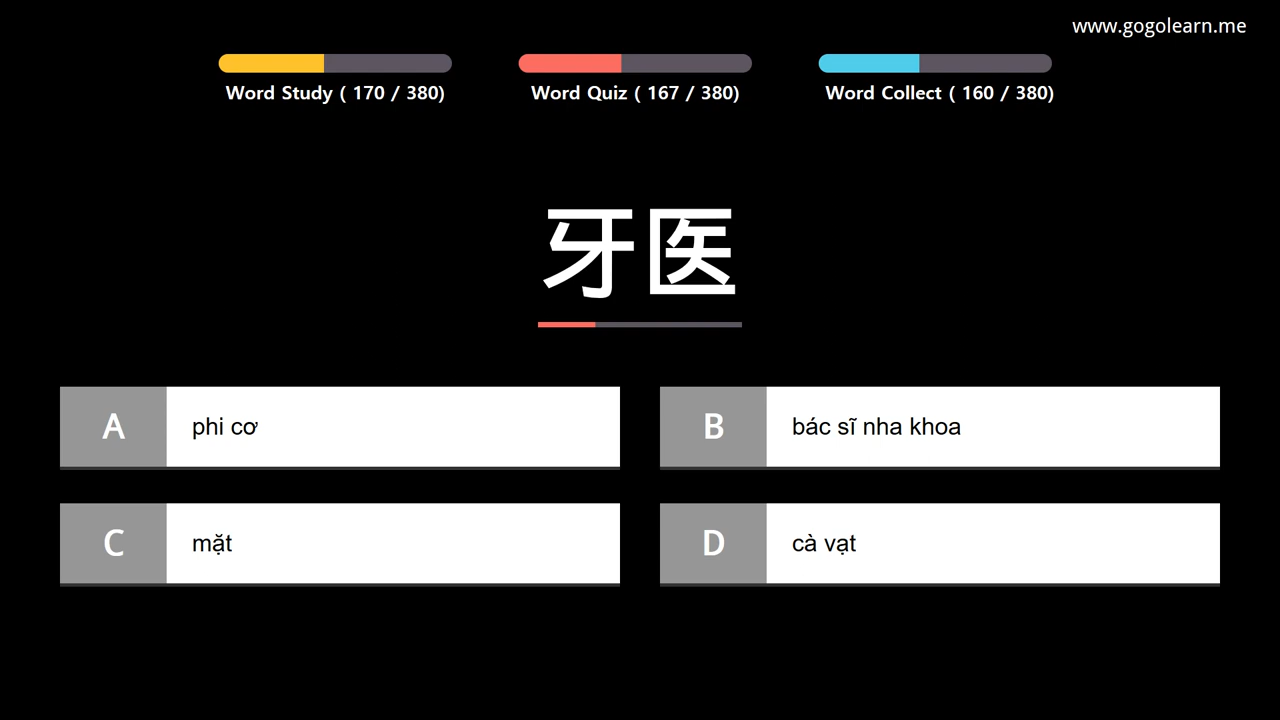 www.gogolearn.me
Word Study ( 170 / 380)
Word Quiz ( 167 / 380)
Word Collect ( 160 / 380)
牙医
A phi cơ
B bác sĩ nha khoa
C mặt
D cà vạt